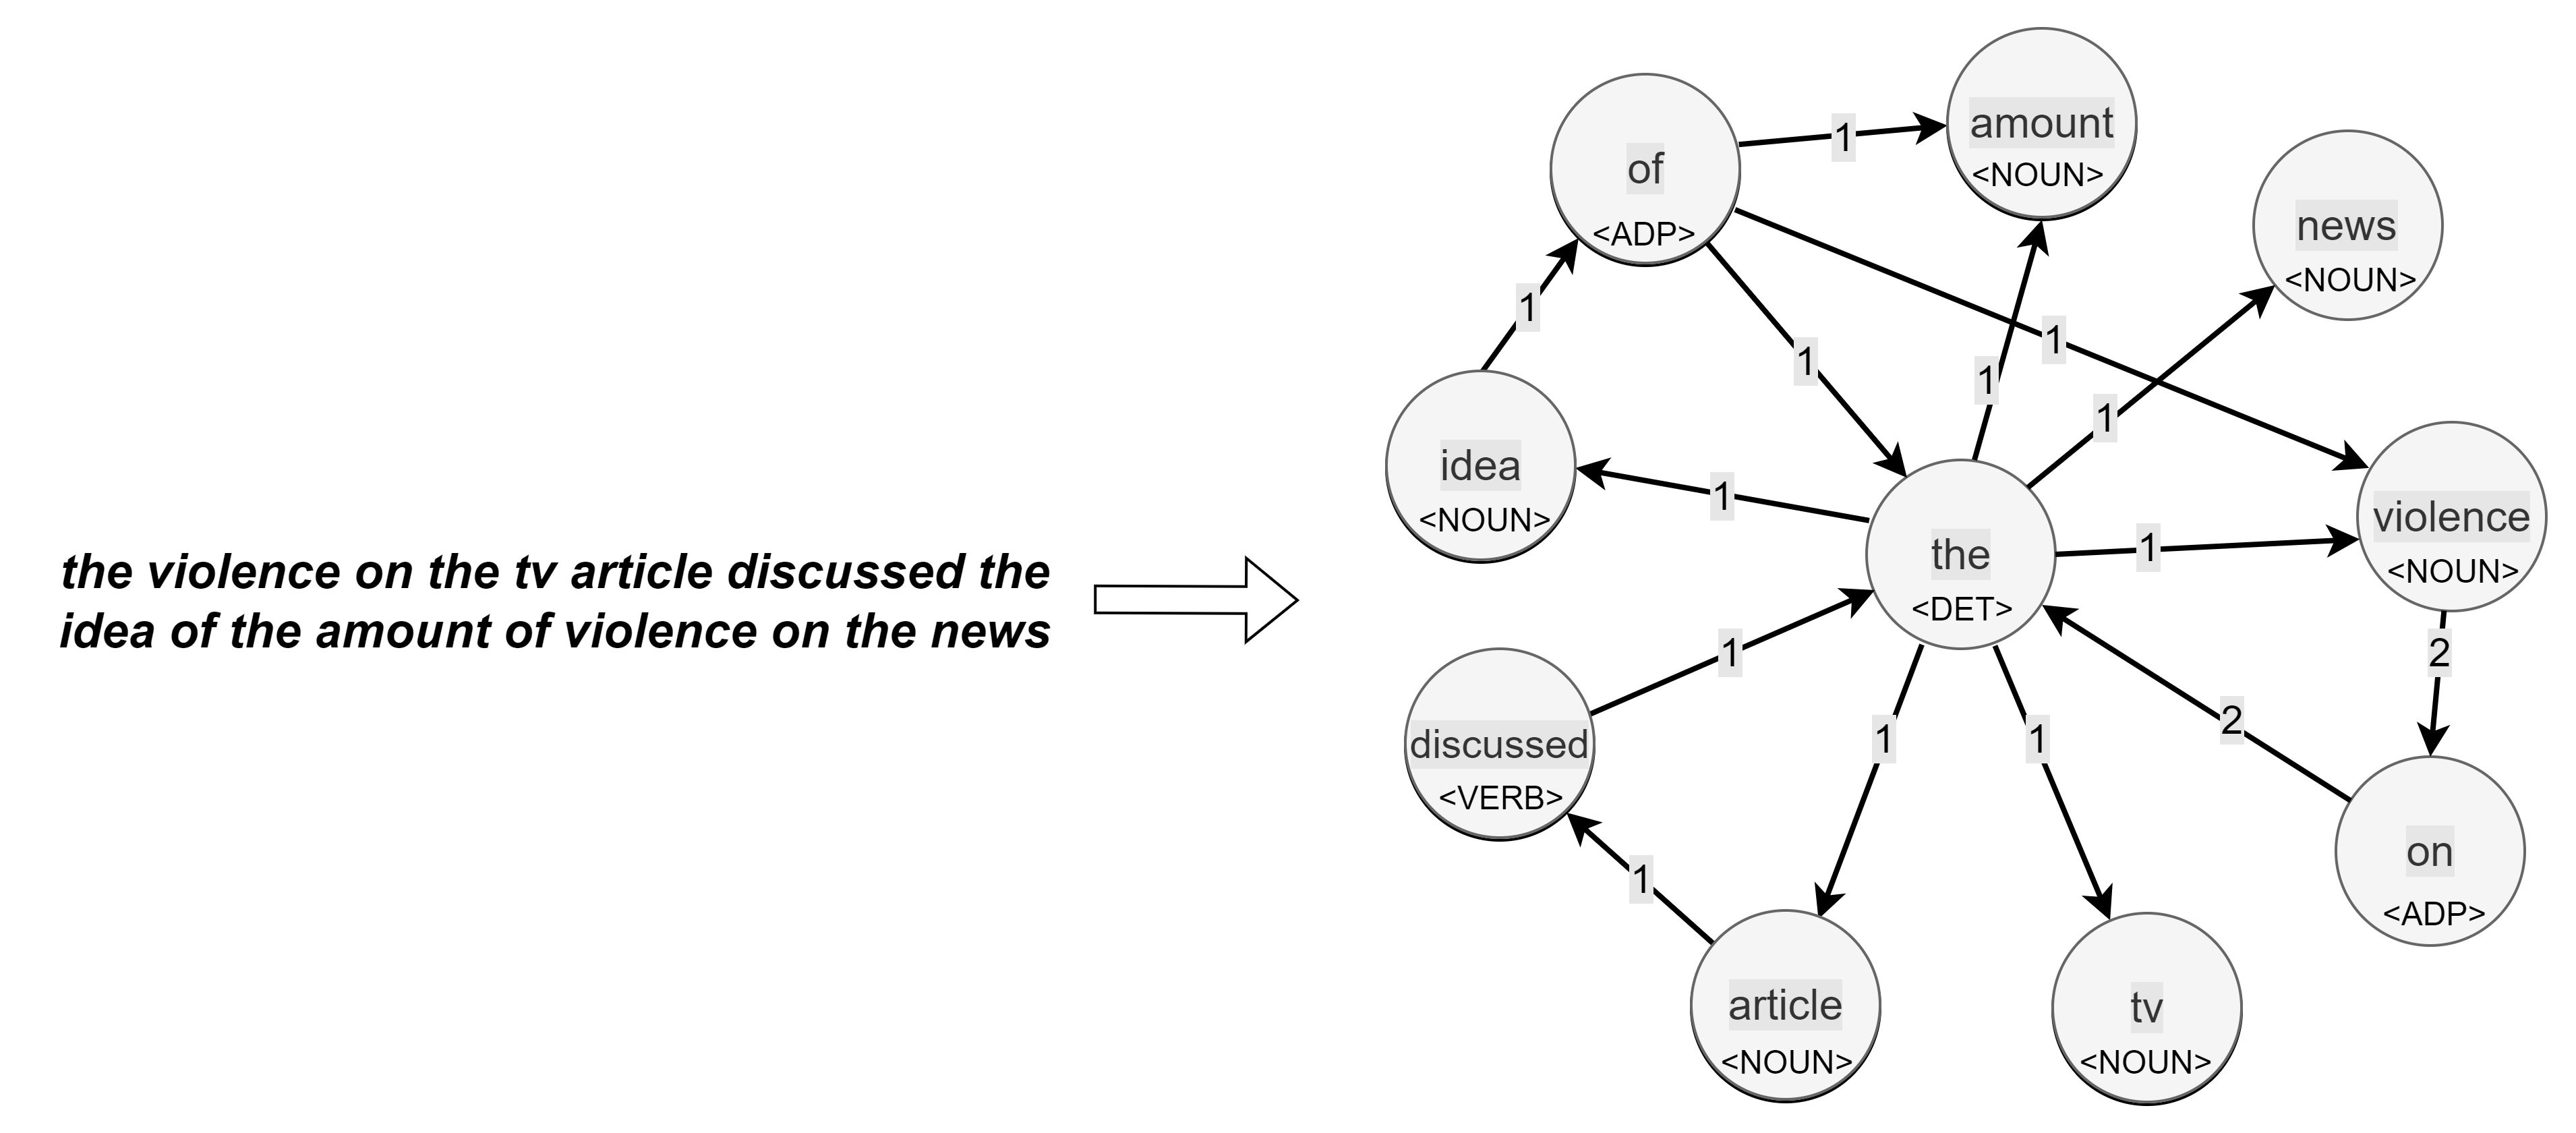 the violence on the tv article discussed the
idea of the amount of violence on the news
of
<ADP>
amount
<NOUN>
news
<NOUN>
idea
<NOUN>
the
<DET>
violence
<NOUN>
discussed
<VERB>
on
<ADP>
article
<NOUN>
tv
<NOUN>
1
1
1
1
1
1
1
1
1
1
2
2
1
1
1